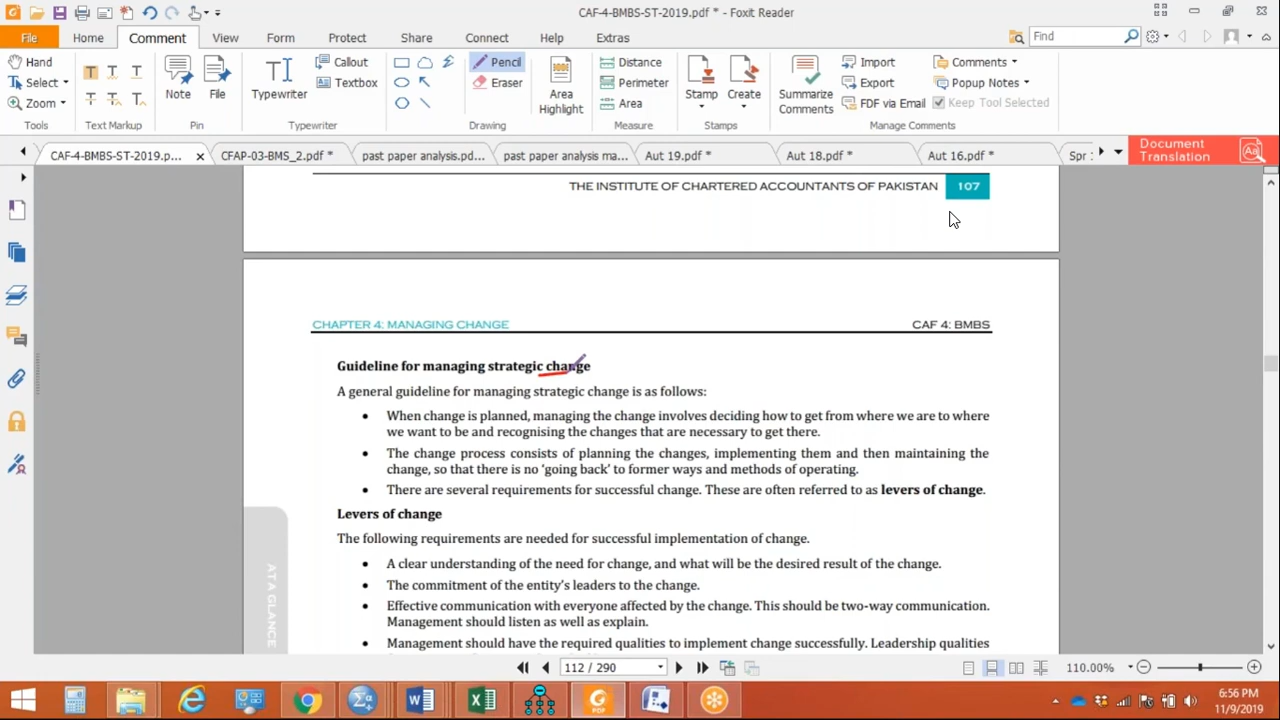 CAF-4-BMBS-ST-2019.pdf * - Foxit Reader
File Home Comment View Form Protect Share Connect Help Extras Find
Hand Select Zoom Tools
Text Markup
Note File Pin
Typewriter Callout Textbox Typewriter
Pencil Eraser Drawing
Area Highlight
Distance Perimeter Area Measure
Stamp Create Stamps
Summarize Comments
Import Export FDF via Email
Comments Popup Notes Keep Tool Selected
Manage Comments
CAF-4-BMBS-ST-2019.p... CFAP-03-BMS_2.pdf * past paper analysis.pd... past paper analysis ma... Aut 19.pdf * Aut 18.pdf * Aut 16.pdf * Spr
Document Translation
THE INSTITUTE OF CHARTERED ACCOUNTANTS OF PAKISTAN 107
CHAPTER 4: MANAGING CHANGE CAF 4: BMBS
Guideline for managing strategic change
A general guideline for managing strategic change is as follows:
• When change is planned, managing the change involves deciding how to get from where we are to where
we want to be and recognising the changes that are necessary to get there.
• The change process consists of planning the changes, implementing them and then maintaining the
change, so that there is no 'going back' to former ways and methods of operating.
• There are several requirements for successful change. These are often referred to as levers of change.
Levers of change
The following requirements are needed for successful implementation of change.
• A clear understanding of the need for change, and what will be the desired result of the change.
• The commitment of the entity's leaders to the change.
• Effective communication with everyone affected by the change. This should be two-way communication.
Management should listen as well as explain.
• Management should have the required qualities to implement change successfully. Leadership qualities
AT A GLANCE
112 / 290 110.00%
6:56 PM
11/9/2019